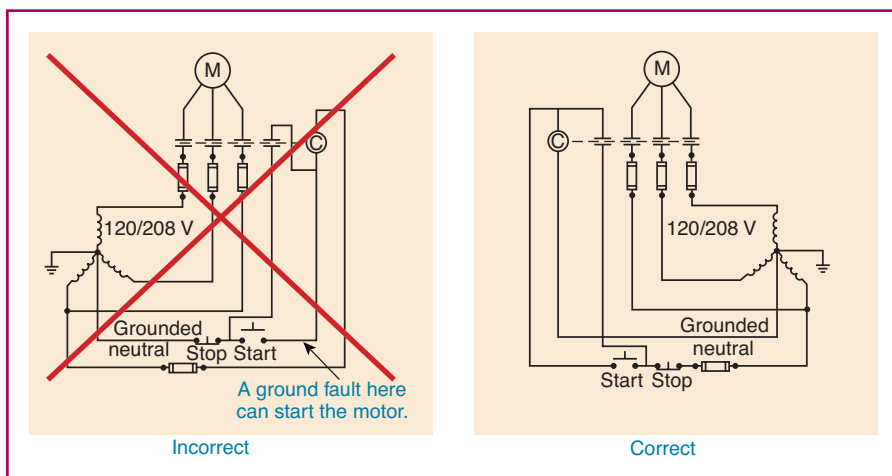 M
C
120/208 V
Grounded
neutral
Stop Start
A ground fault here
can start the motor.
Incorrect
M
C
120/208 V
Grounded
neutral
Start Stop
Correct